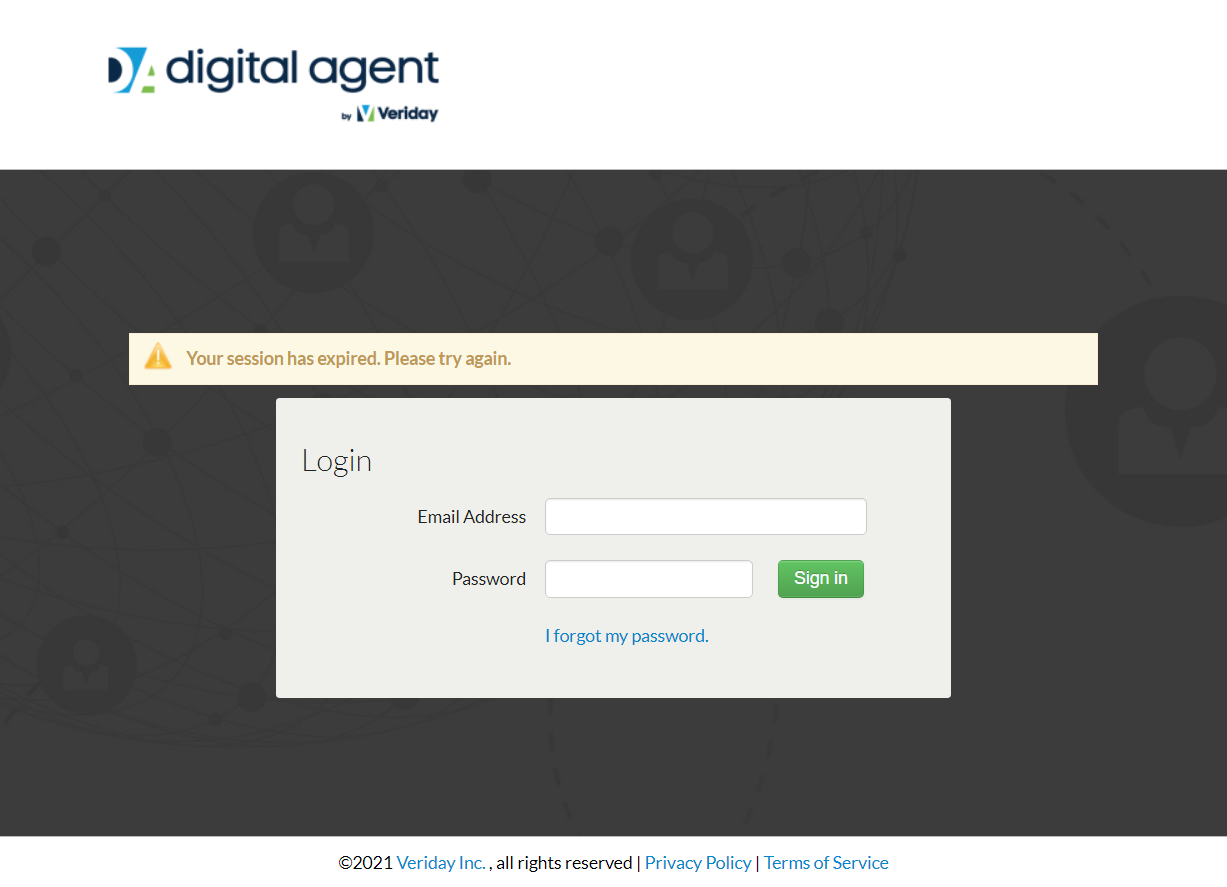 digital agent
by Veriday
Your session has expired. Please try again.
Login
Email Address
Password
Sign in
I forgot my password.
©2021 Veriday Inc. , all rights reserved | Privacy Policy | Terms of Service